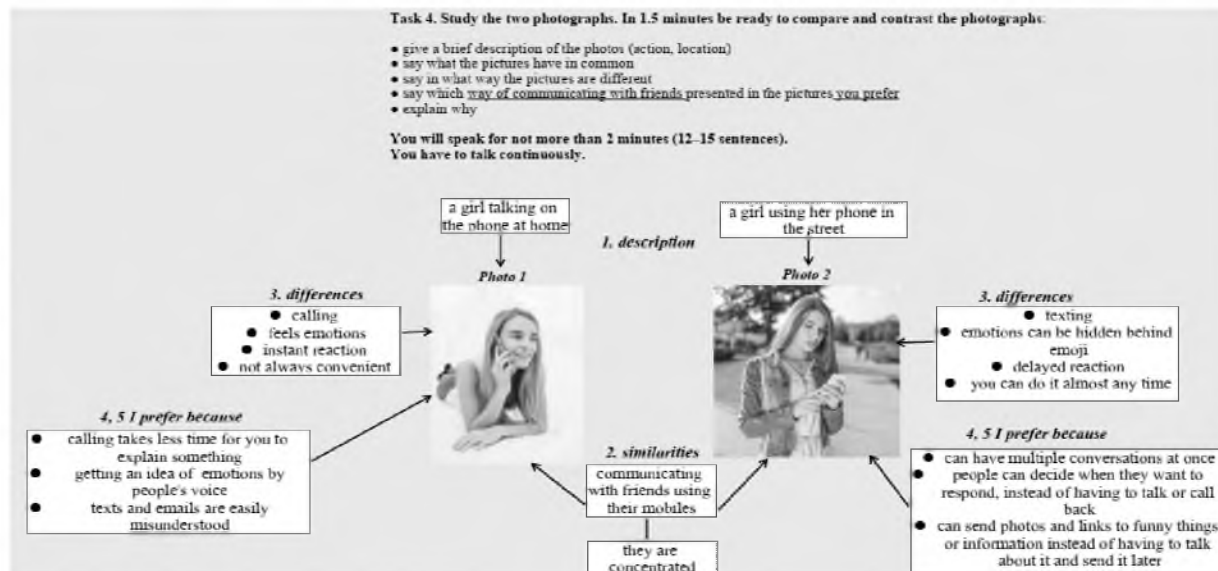 Task 4. Study the two photographs. In 1.5 minutes be ready to compare and contrast the photographs:
● give a brief description of the photos (action, location)
● say what the pictures have in common
● say in what way the pictures are different
● say which way of communicating with friends presented in the pictures you prefer
● explain why
You will speak for not more than 2 minutes (12–15 sentences).
You have to talk continuously.
a girl talking on
the phone at home
a girl using her phone in
the street
1. description
Photo 1
Photo 2
3. differences
● calling
● feels emotions
● instant reaction
● not always convenient
3. differences
● texting
● emotions can be hidden behind
emoji
● delayed reaction
● you can do it almost any time
4, 5 I prefer because
● calling takes less time for you to
explain something
● getting an idea of emotions by
people's voice
● texts and emails are easily
misunderstood
2. similarities
communicating
with friends using
their mobiles
they are
concentrated
4, 5 I prefer because
● can have multiple conversations at once
● people can decide when they want to
respond, instead of having to talk or call
back
● can send photos and links to funny things
or information instead of having to talk
about it and send it later